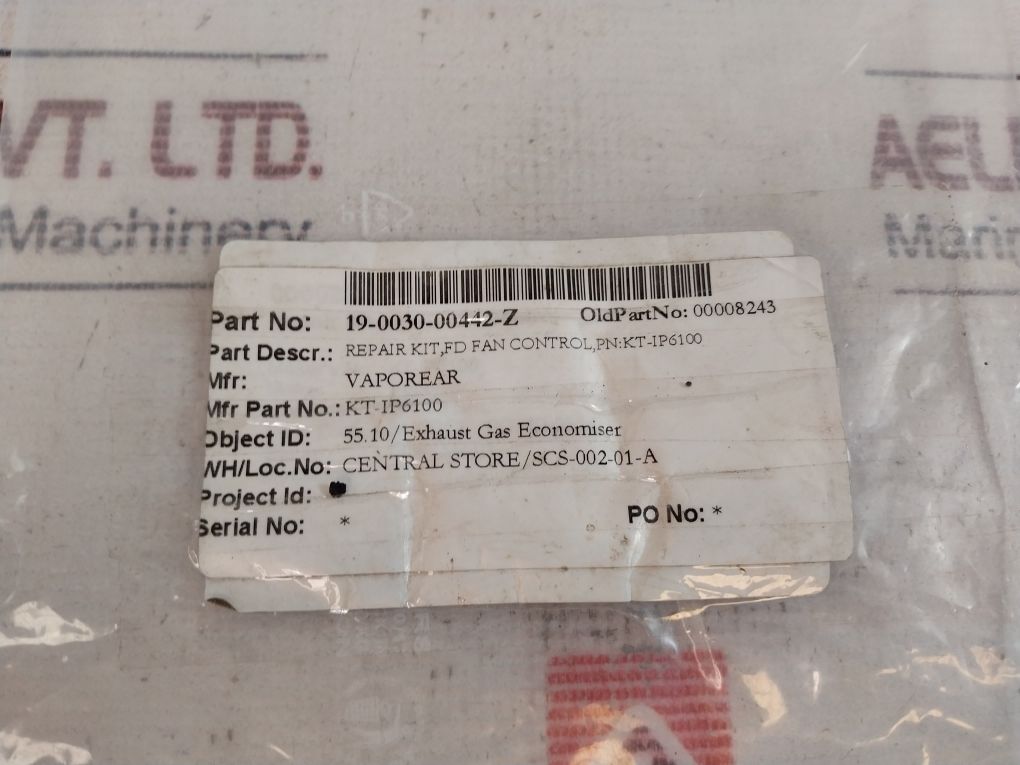 VT. LTD.
Machinery
AEL
Part No: 19-0030-00442-Z OldPartNo: 00008243
Part Descr.: REPAIR KIT,FD FAN CONTROL,PN:KT-IP6100
Mfr: VAPOREAR
Mfr Part No.: KT-IP6100
Object ID: 55.10/Exhaust Gas Economiser
WH/Loc.No: CENTRAL STORE/SCS-002-01-A
Project Id:
Serial No: * PO No: *